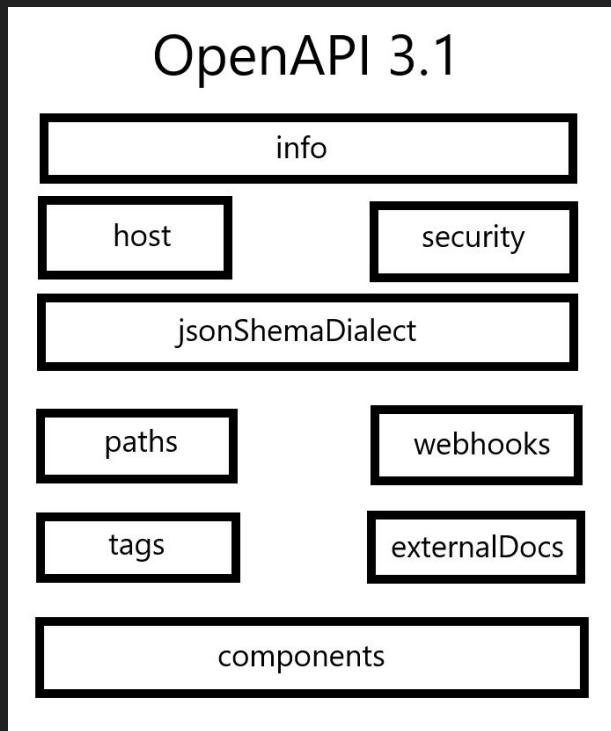 OpenAPI 3.1
info
host
security
jsonShemaDialect
paths
webhooks
tags
externalDocs
components